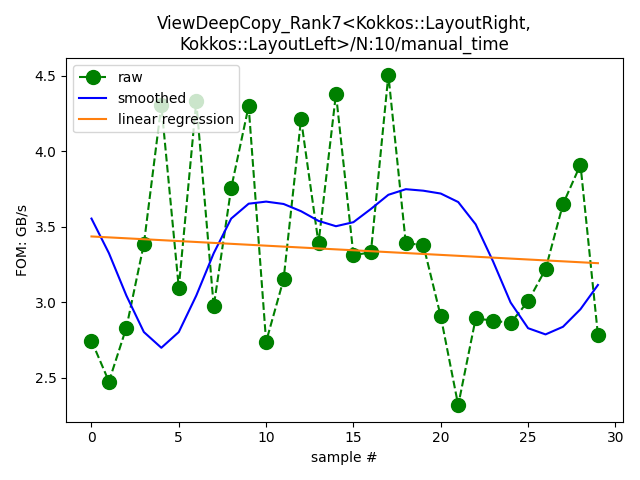 ViewDeepCopy_Rank7<Kokkos::LayoutRight,
Kokkos::LayoutLeft>/N:10/manual_time
raw
smoothed
linear regression
FOM: GB/s
4.5
4.0
3.5
3.0
2.5
0 5 10 15 20 25 30
sample #